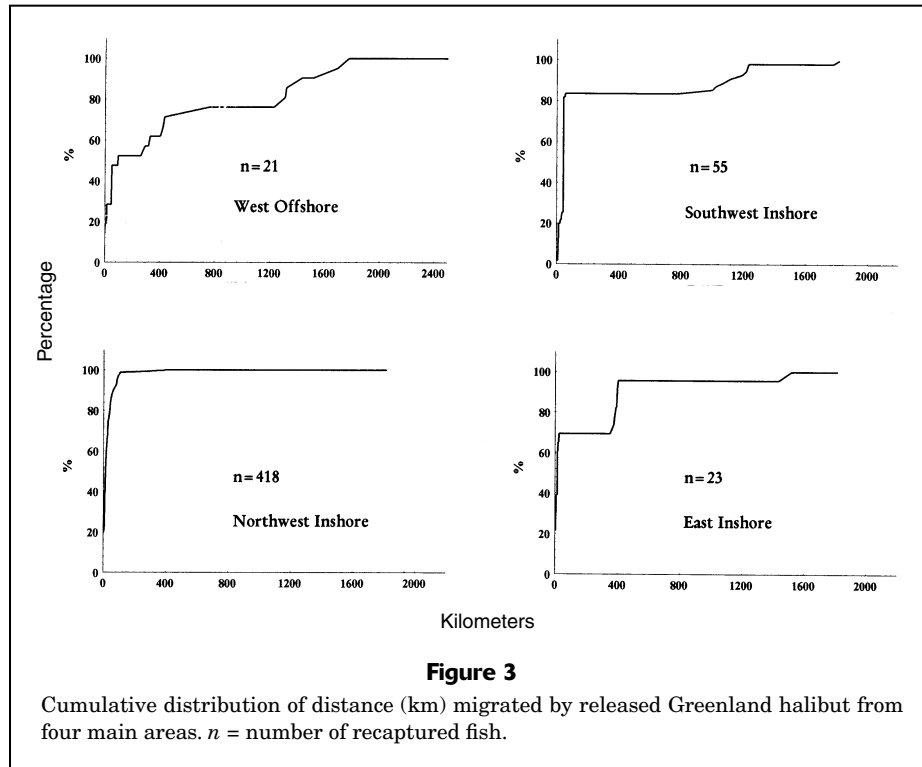 100
80
60
40
20
0
%
n=21
West Offshore
0 400 800 1200 1600 2000 2400
100
80
60
40
20
0
%
n=55
Southwest Inshore
0 400 800 1200 1600 2000
Percentage
100
80
60
40
20
0
%
n=418
Northwest Inshore
0 400 800 1200 1600 2000
100
80
60
40
20
0
%
n=23
East Inshore
0 400 800 1200 1600 2000
Kilometers
Figure 3
Cumulative distribution of distance (km) migrated by released Greenland halibut from
four main areas. n = number of recaptured fish.